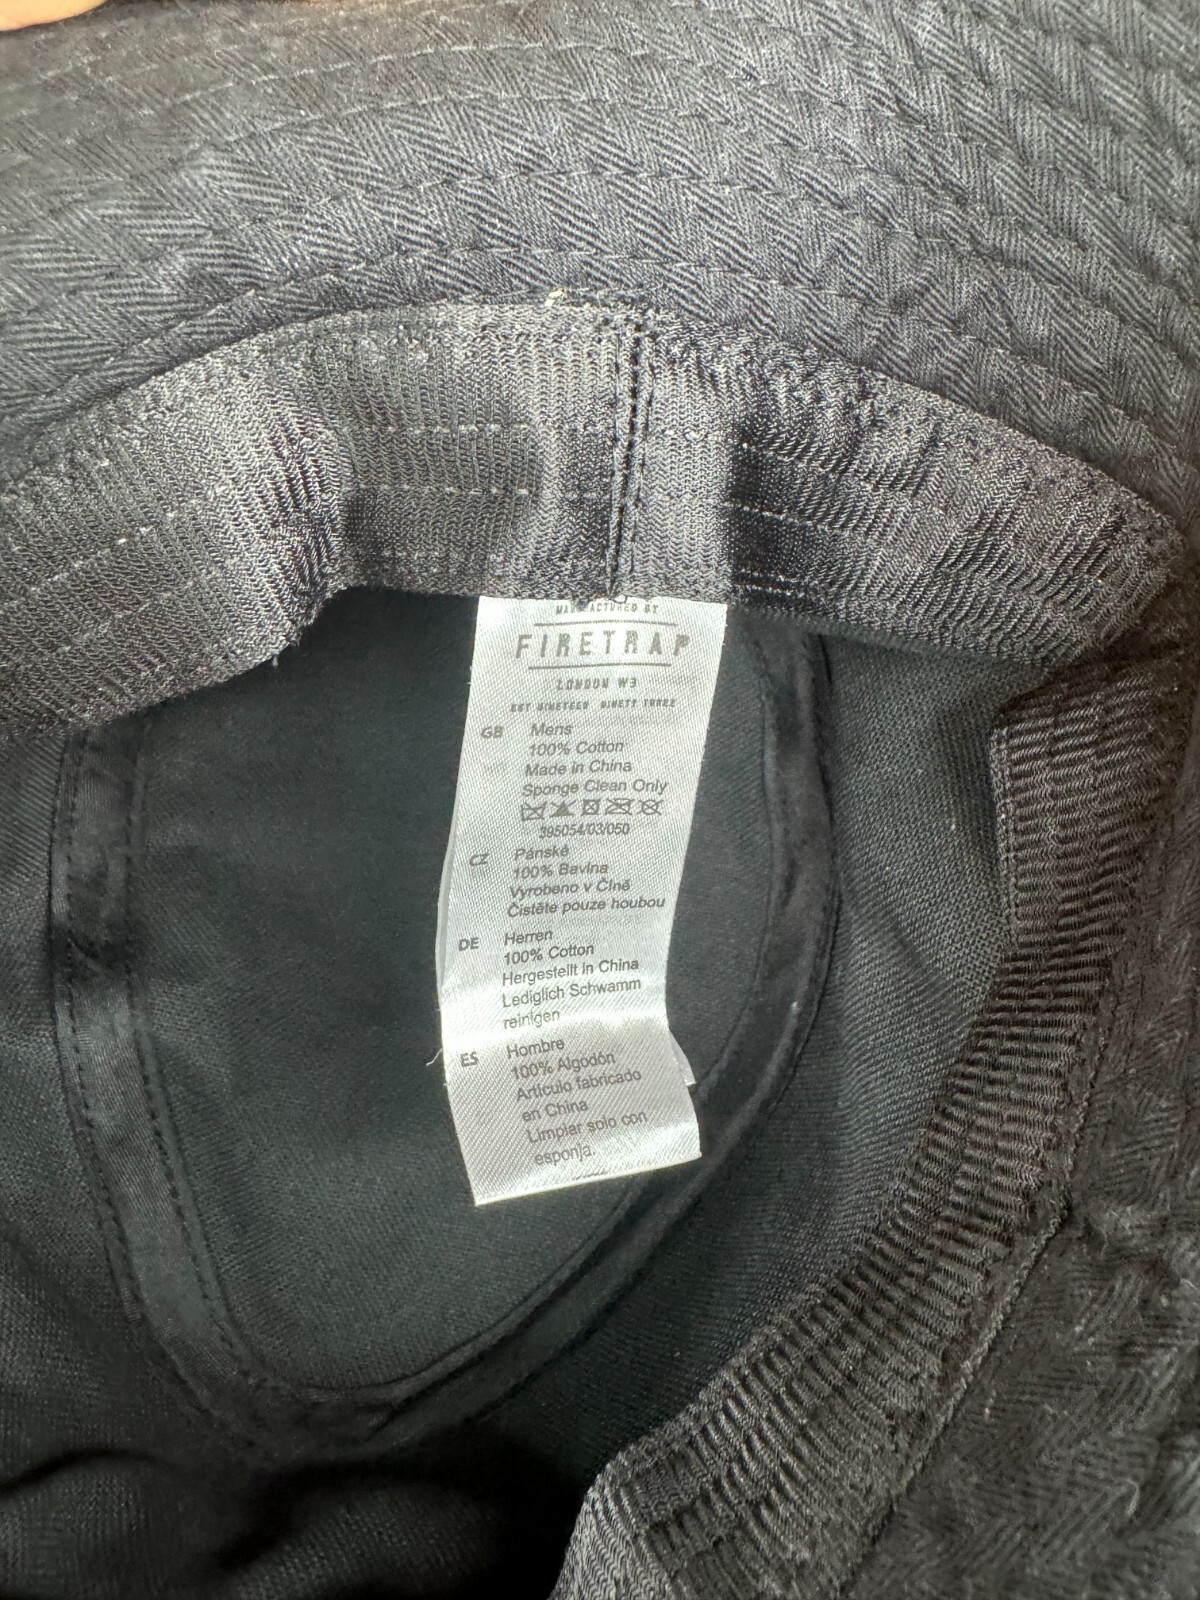 MANUFACTURED BY
FIRETRAP
LONDON W3
EST NINETEEN NINETY THREE
GB Mens
100% Cotton
Made in China
Sponge Clean Only
395054/03/050
CZ Pánské
100% Bavlna
Vyrobeno v Číně
Čistěte pouze houbou
DE Herren
100% Cotton
Hergestellt in China
Lediglich Schwamm
reinigen
ES Hombre
100% Algodón
Artículo fabricado
en China
Limpiar solo con
esponja.